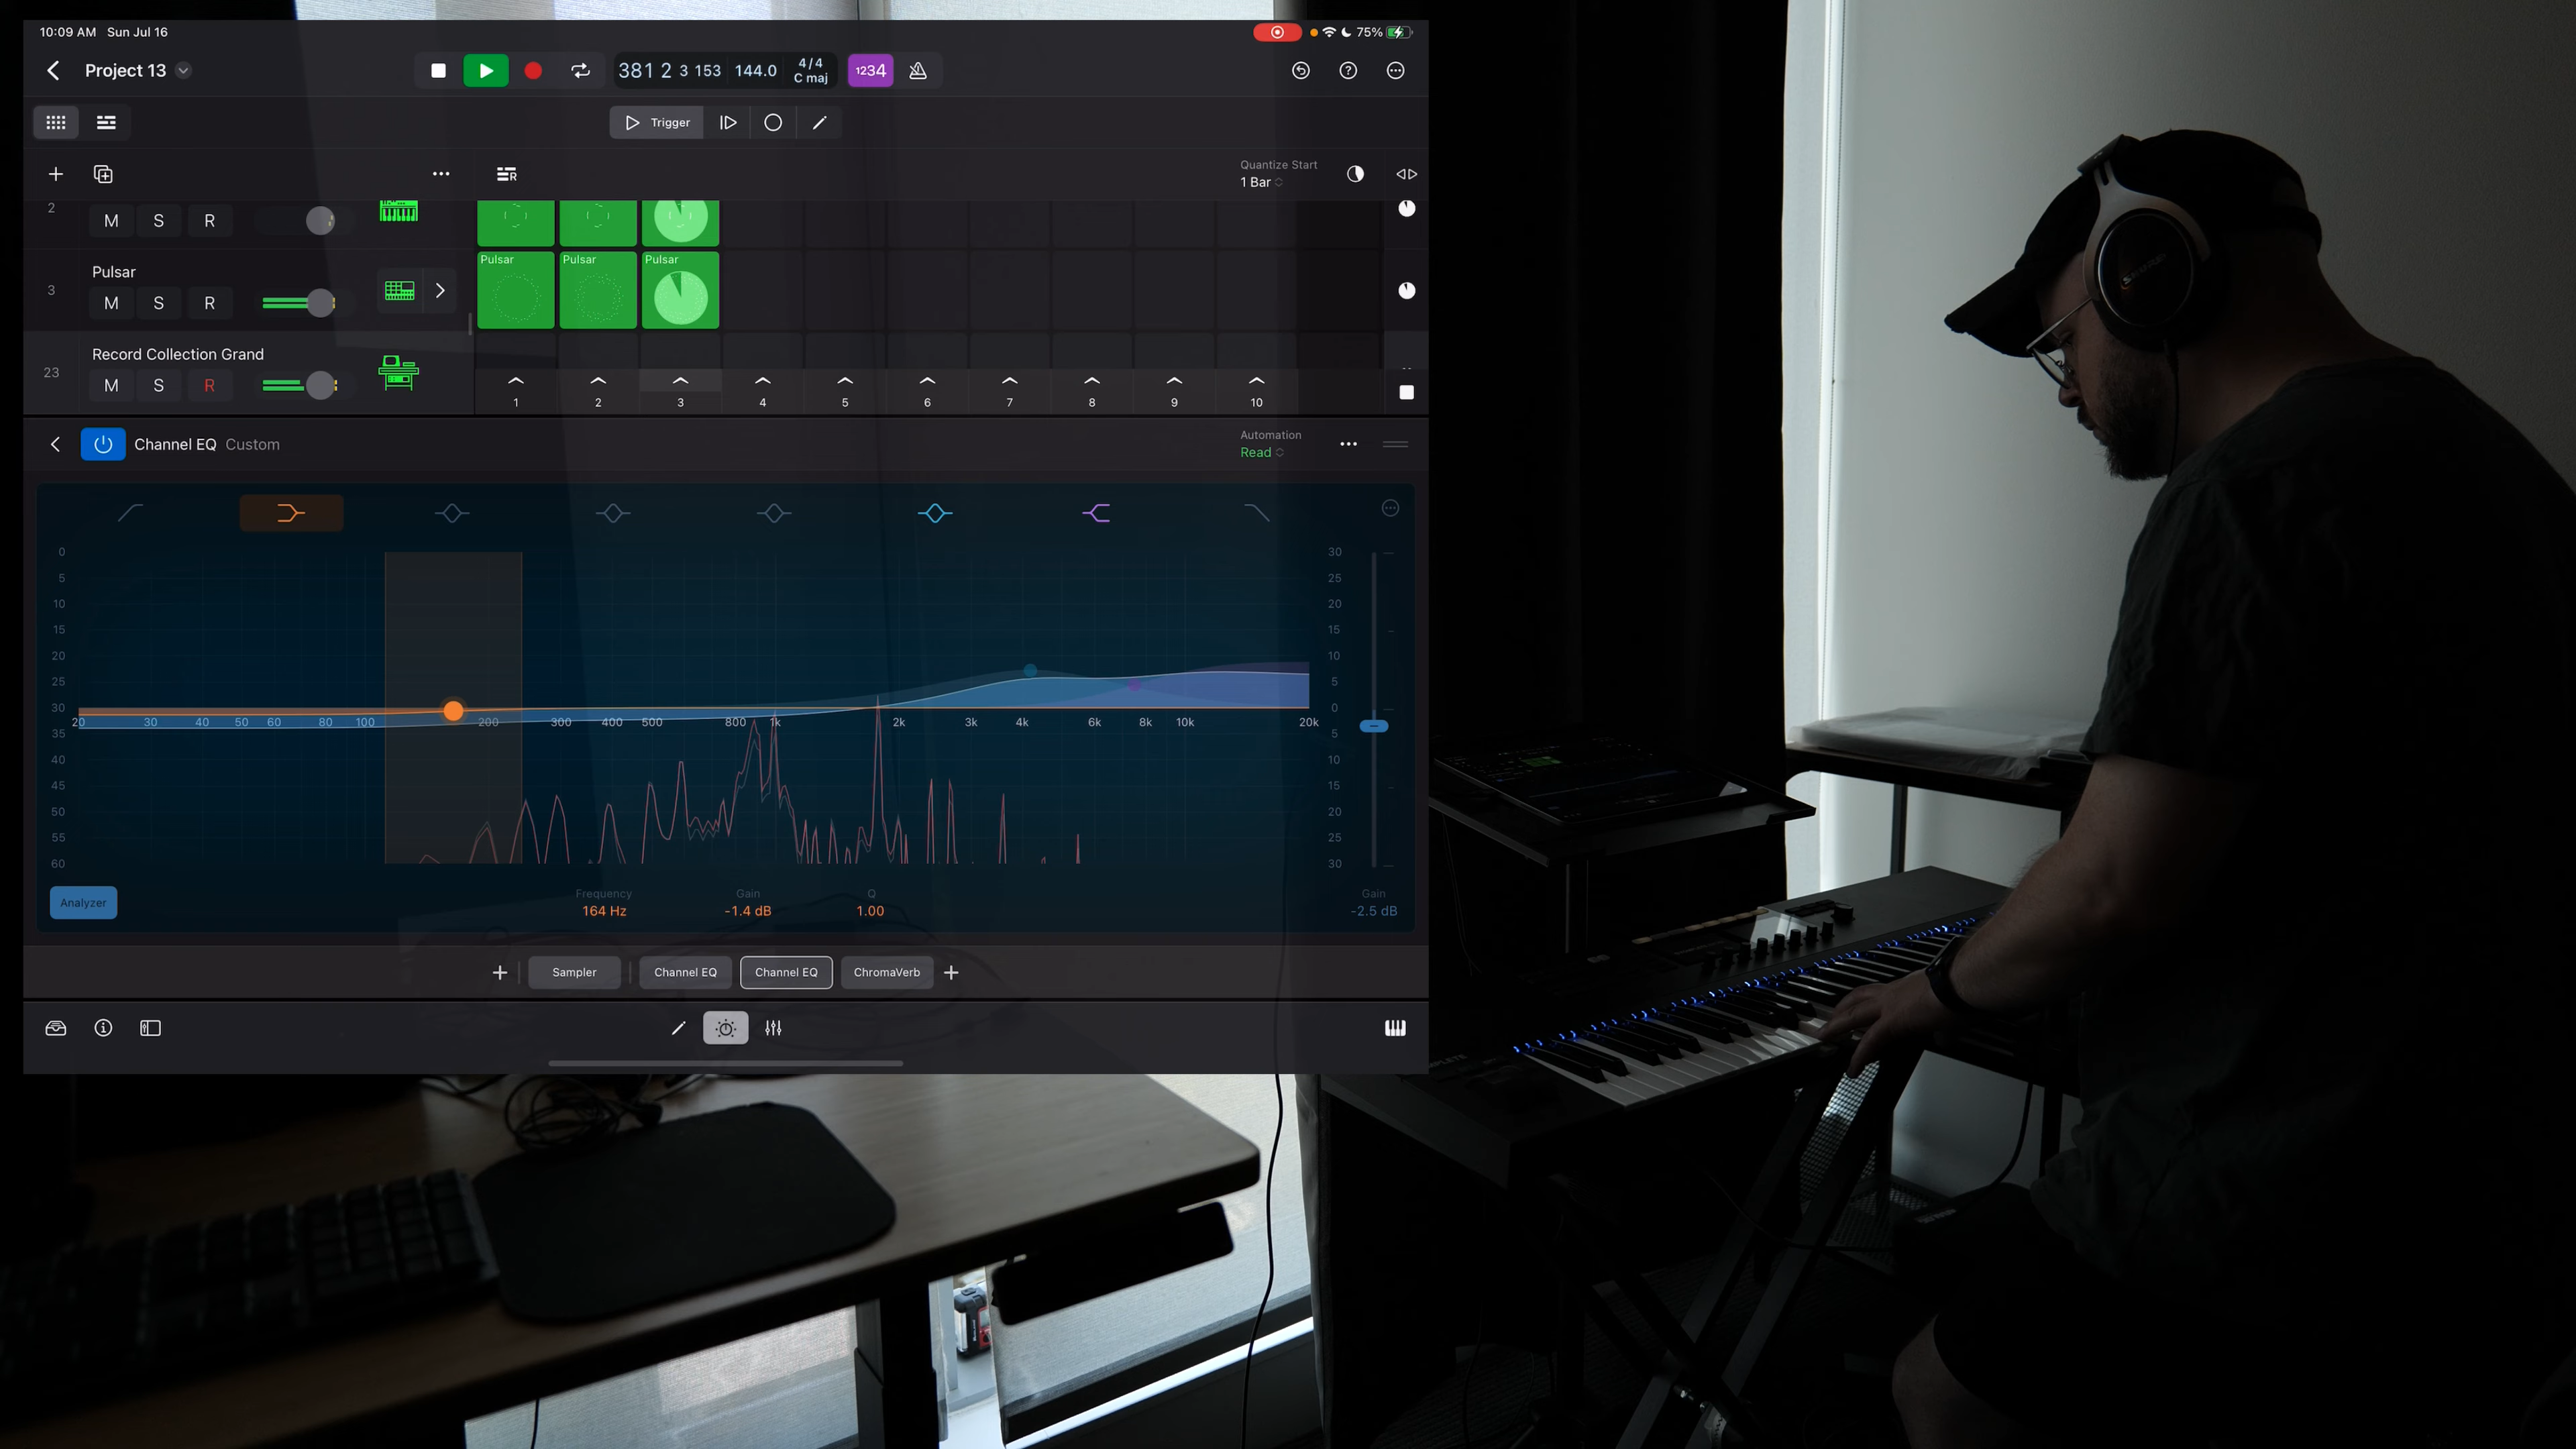 10:09 AM Sun Jul 16
75%
Project 13
381 2 3 153 144.0 4/4 C maj
1234
Trigger
Quantize Start
1 Bar
2
M S R
3
Pulsar
M S R
Pulsar Pulsar Pulsar
23
Record Collection Grand
M S R
1 2 3 4 5 6 7 8 9 10
Channel EQ Custom
Automation
Read
0 30
5 25
10 20
15 15
20 10
25 5
30 0
20 30 40 50 60 80 100 200 300 400 500 800 1k 2k 3k 4k 6k 8k 10k 20k
35 5
40 10
45 15
50 20
55 25
60 30
Analyzer
Frequency Gain Q Gain
164 Hz -1.4 dB 1.00 -2.5 dB
Sampler Channel EQ Channel EQ ChromaVerb